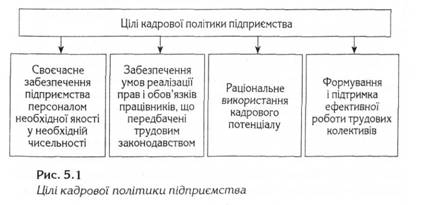 Цілі кадрової політики підприємства
Своєчасне
забезпечення
підприємства
персоналом
необхідної якості
у необхідній
чисельності
Забезпечення
умов реалізації
прав і обов'язків
працівників, що
передбачені
трудовим
законодавством
Раціональне
використання
кадрового
потенціалу
Формування
і підтримка
ефективної
роботи трудових
колективів
Рис. 5.1
Цілі кадрової політики підприємства